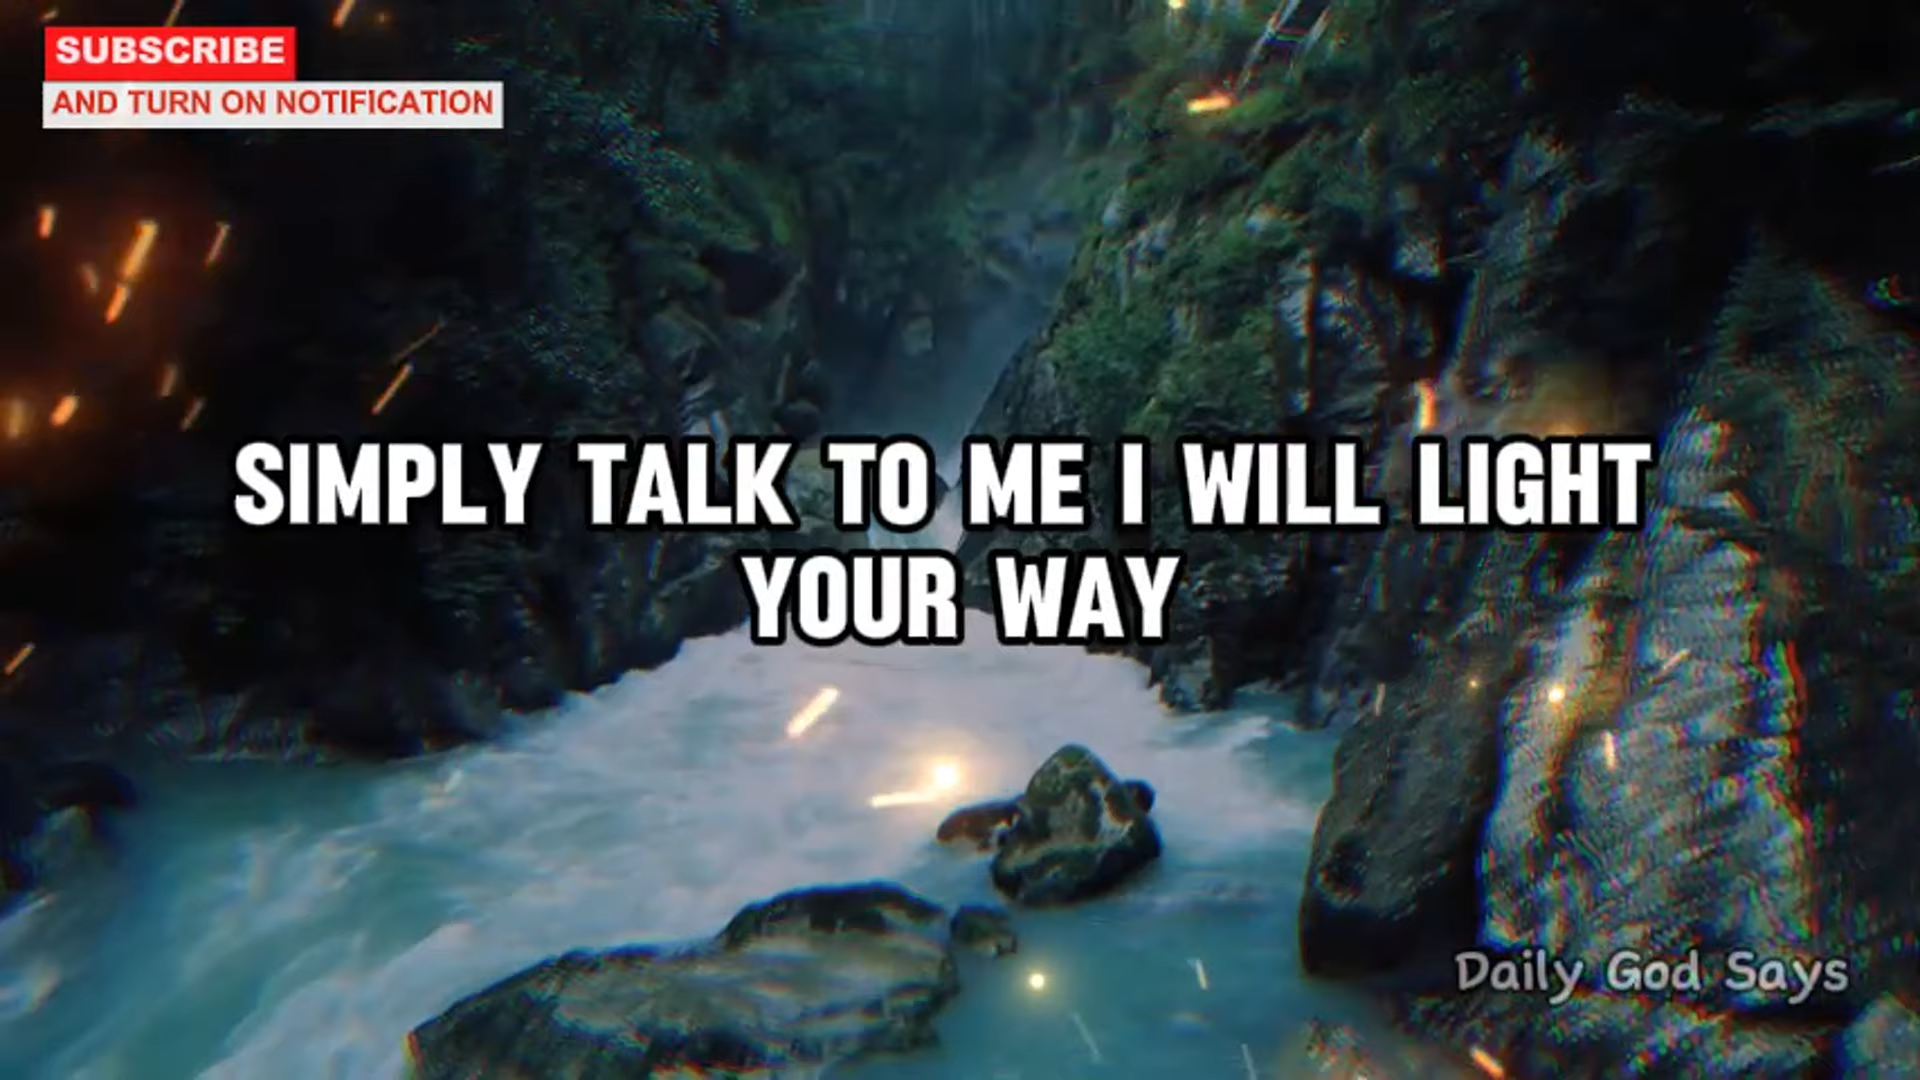 SUBSCRIBE
AND TURN ON NOTIFICATION
SIMPLY TALK TO ME I WILL LIGHT
YOUR WAY
Daily God Says